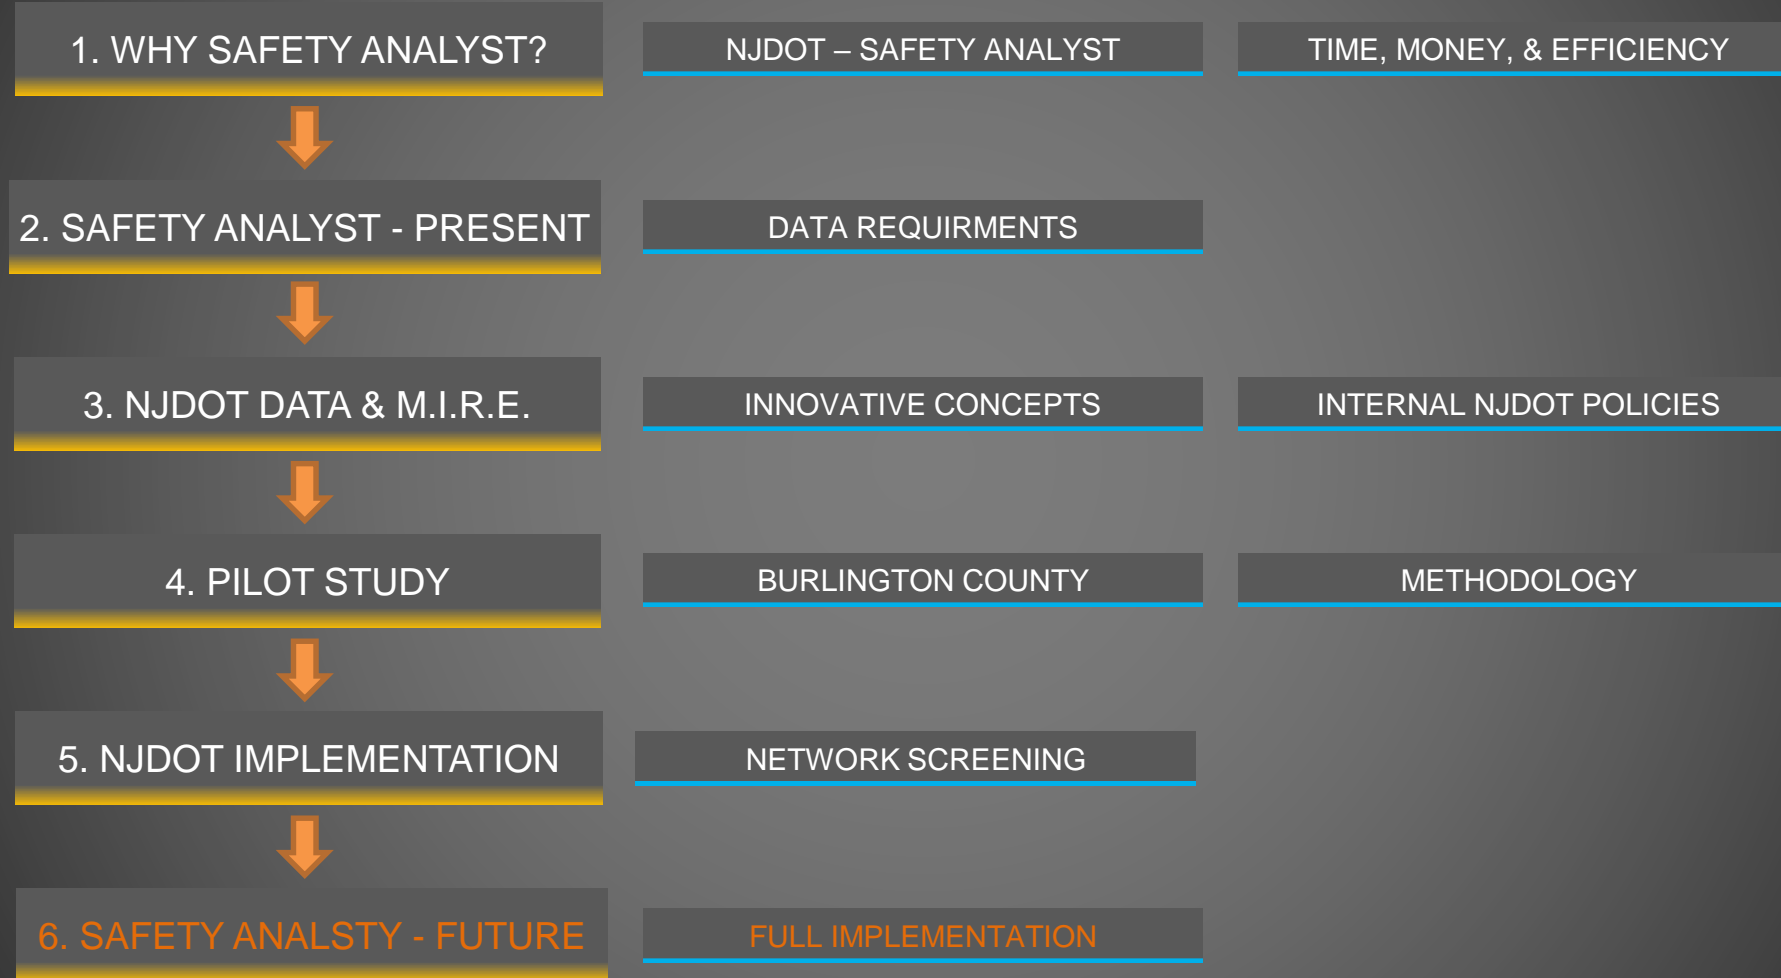 1. WHY SAFETY ANALYST?
NJDOT – SAFETY ANALYST
TIME, MONEY, & EFFICIENCY
2. SAFETY ANALYST - PRESENT
DATA REQUIRMENTS
3. NJDOT DATA & M.I.R.E.
INNOVATIVE CONCEPTS
INTERNAL NJDOT POLICIES
4. PILOT STUDY
BURLINGTON COUNTY
METHODOLOGY
5. NJDOT IMPLEMENTATION
NETWORK SCREENING
6. SAFETY ANALSTY - FUTURE
FULL IMPLEMENTATION